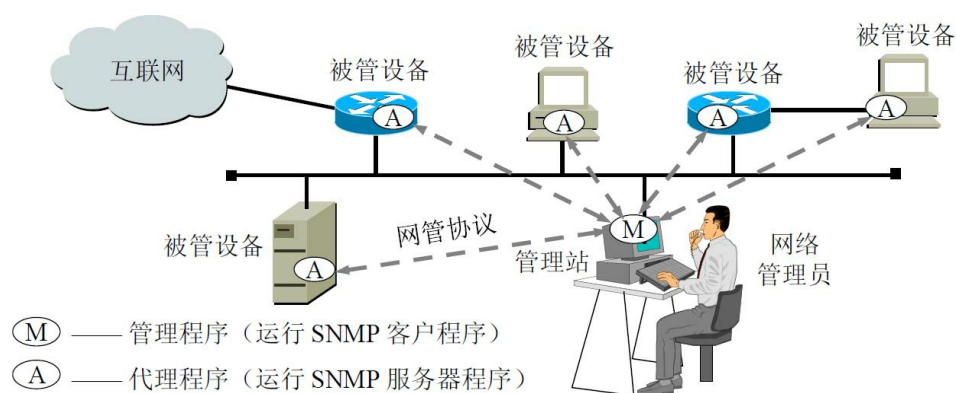 互联网
被管设备
被管设备
被管设备
被管设备
A
A
A
A
被管设备
A
网管协议
M
管理站
网络
管理员
M —— 管理程序（运行 SNMP 客户程序）
A —— 代理程序（运行 SNMP 服务器程序）